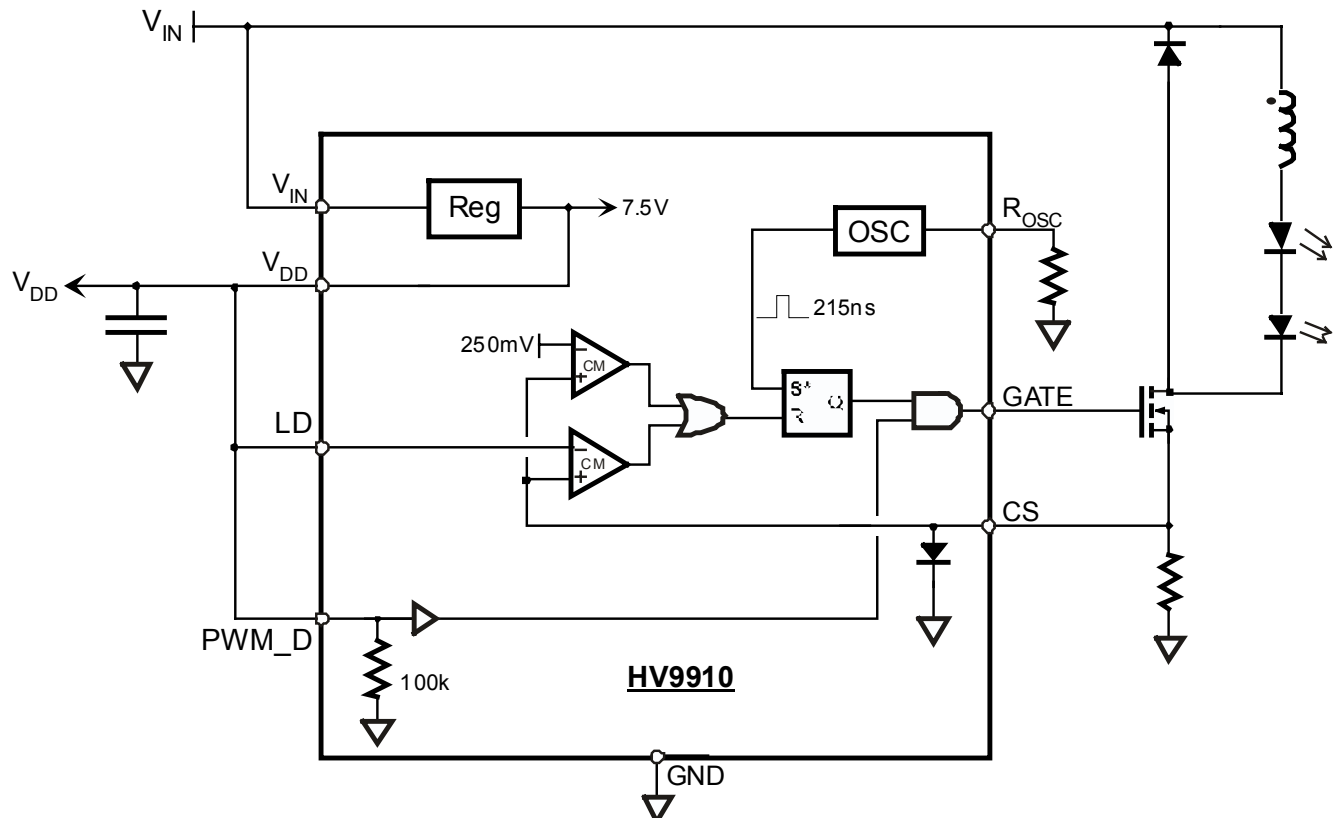 VIN
VIN
Reg
7.5V
OSC
ROSC
VDD
VDD
215ns
250mV
-
CM
+
S*
R
Q
GATE
LD
-
CM
+
CS
PWM_D
100k
HV9910
GND